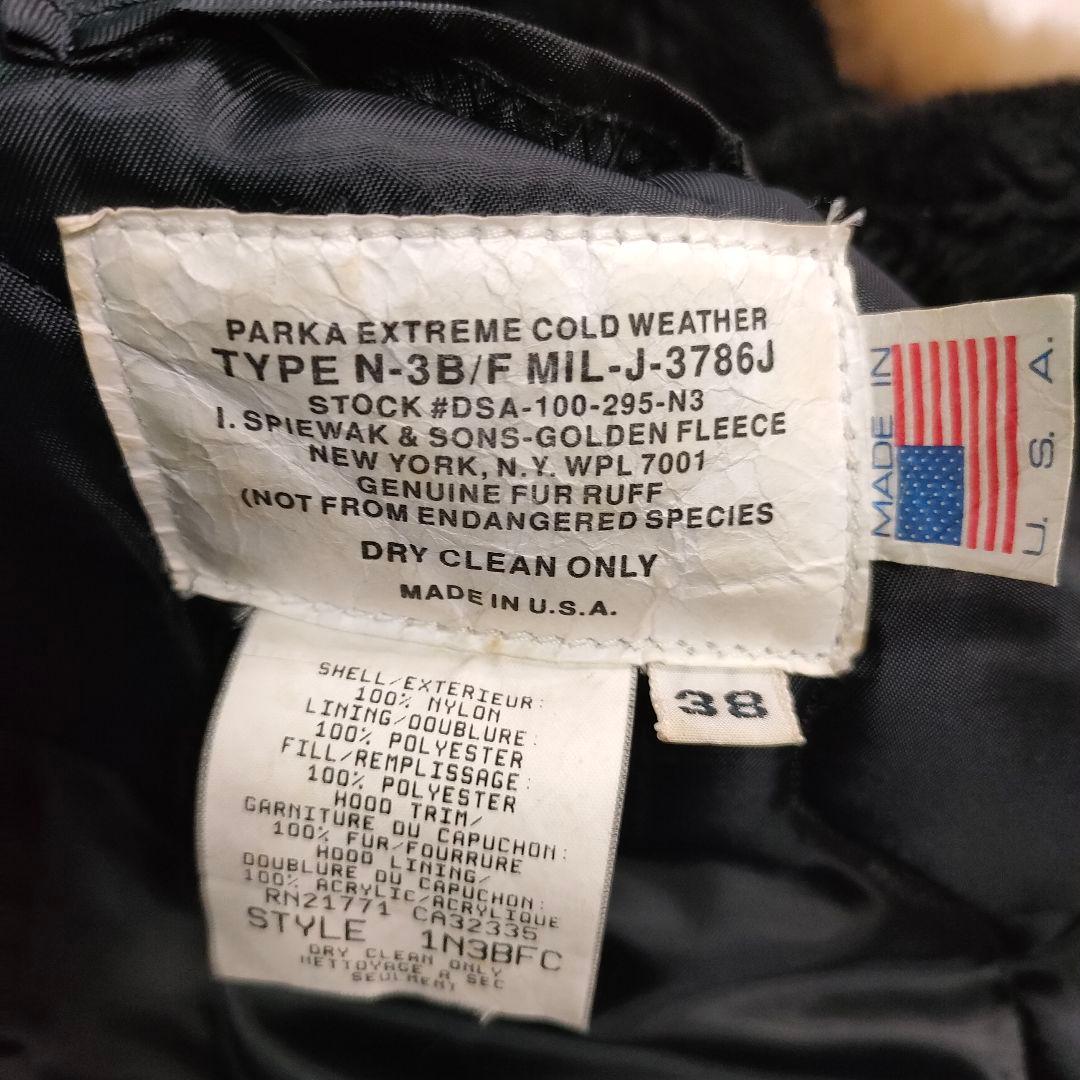 PARKA EXTREME COLD WEATHER
TYPE N-3B/F MIL-J-3786J
STOCK #DSA-100-295-N3
I. SPIEWAK & SONS-GOLDEN FLEECE
NEW YORK, N.Y. WPL 7001
GENUINE FUR RUFF
(NOT FROM ENDANGERED SPECIES
DRY CLEAN ONLY
MADE IN U.S.A.
MADE IN
U. S. A.
38
SHELL/EXTERIEUR:
100% NYLON
LINING/DOUBLURE:
100% POLYESTER
FILL/REMPLISSAGE:
100% POLYESTER
HOOD TRIM/
GARNITURE DU CAPUCHON:
100% FUR/FOURRURE
HOOD LINING/
DOUBLURE DU CAPUCHON:
100% ACRYLIC/ACRYLIQUE
RN21771 CA32335
STYLE 1N3BFC
DRY CLEAN ONLY
NETTOYAGE A SEC
SEULMENT